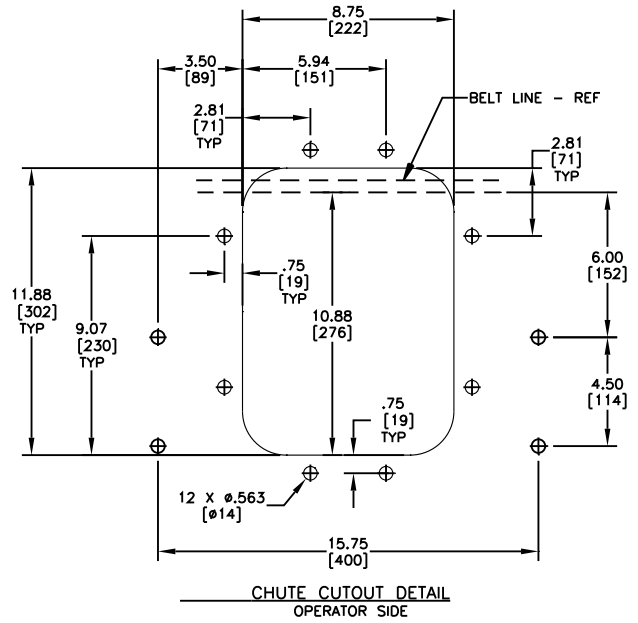 8.75
[222]
3.50
[89]
5.94
[151]
BELT LINE - REF
2.81
[71]
TYP
2.81
[71]
TYP
.75
[19]
TYP
6.00
[152]
11.88
[302]
TYP
9.07
[230]
TYP
10.88
[276]
4.50
[114]
.75
[19]
TYP
12 X ø.563
[ø14]
15.75
[400]
CHUTE CUTOUT DETAIL
OPERATOR SIDE